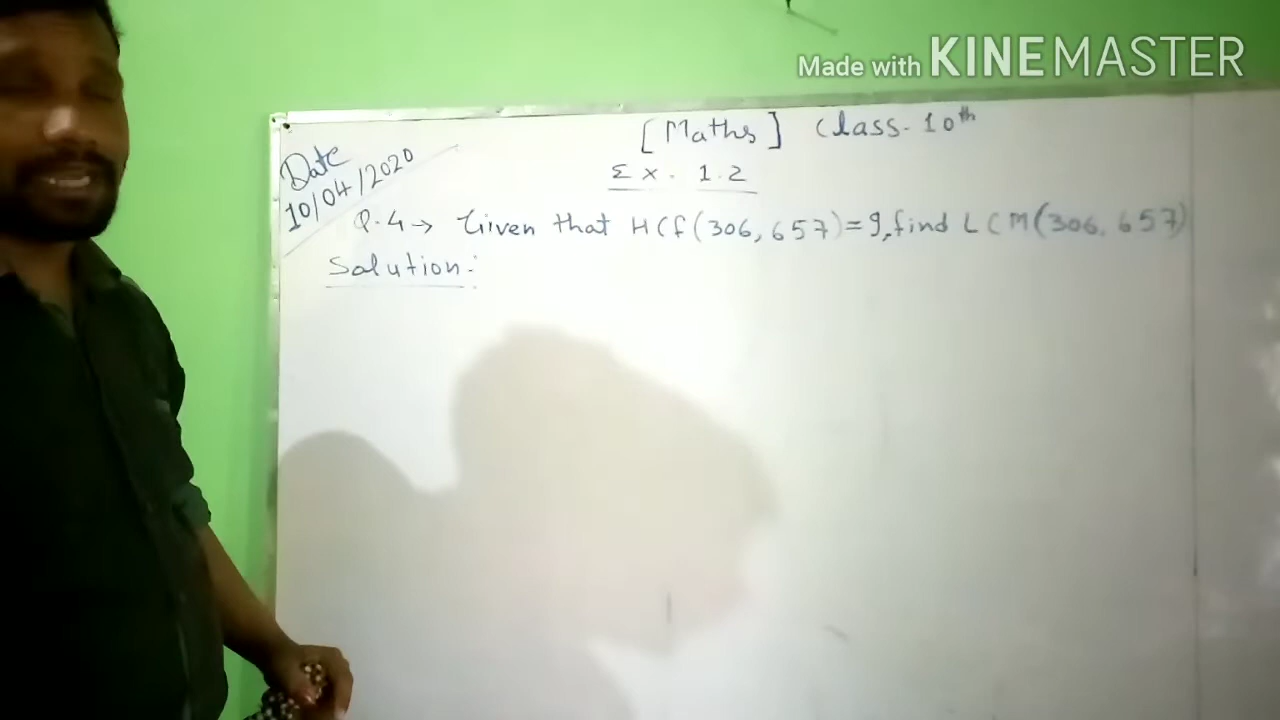 Made with KINEMASTER
[Maths] Class-10th
Date
10/04/2020
Ex. 1.2
Q.4→ Given that HCf(306,657)=9,find LCM(306,657)
Solution: